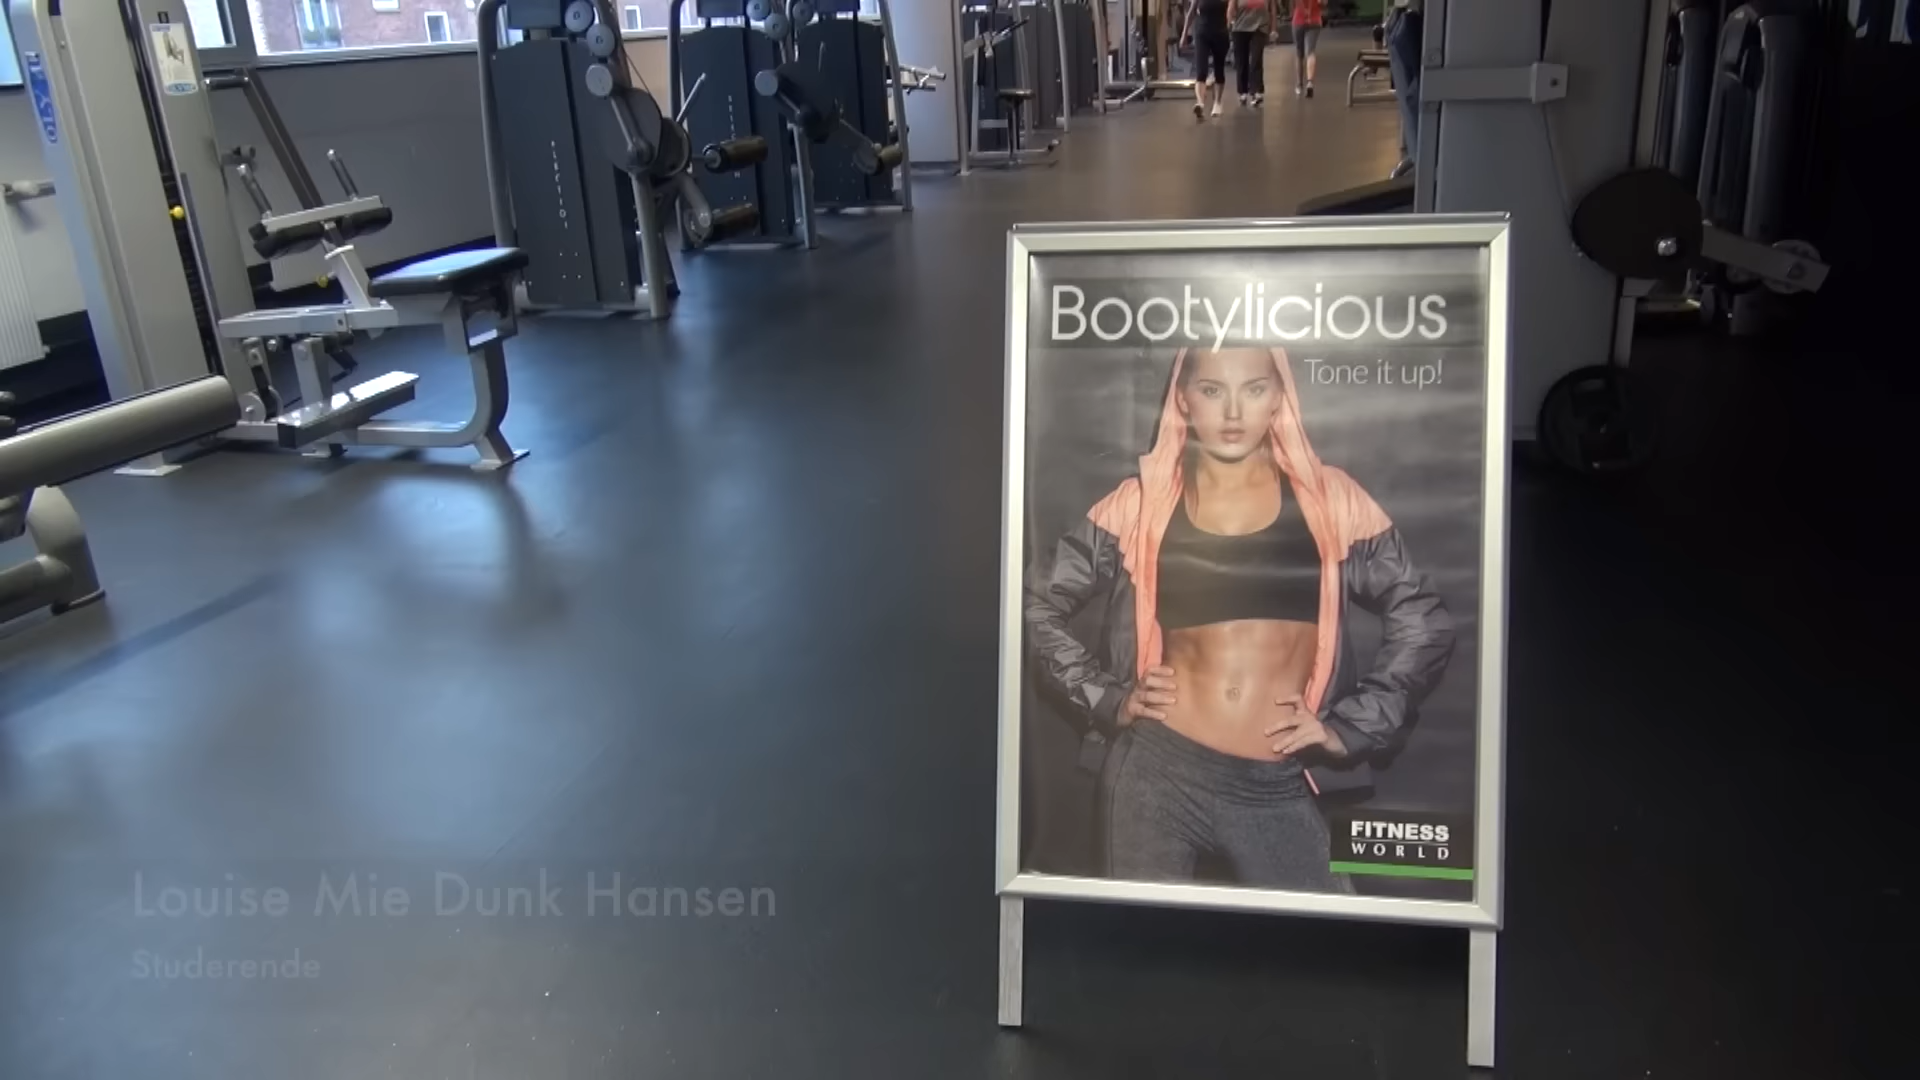 Bootylicious
Tone it up!
FITNESS
WORLD
Louise Mie Dunk Hansen
Studerende